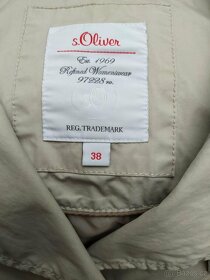 s.Oliver
Est. 1969
Refined Womenswear
97228 RO.
REG. TRADEMARK
38